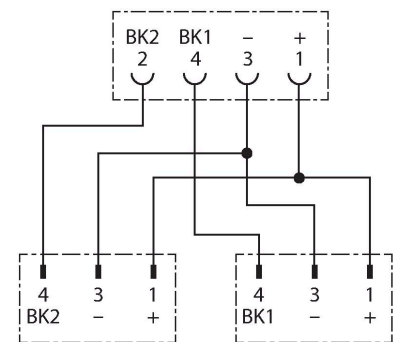 BK2 BK1 – +
2 4 3 1
4 3 1 4 3 1
BK2 – + BK1 – +